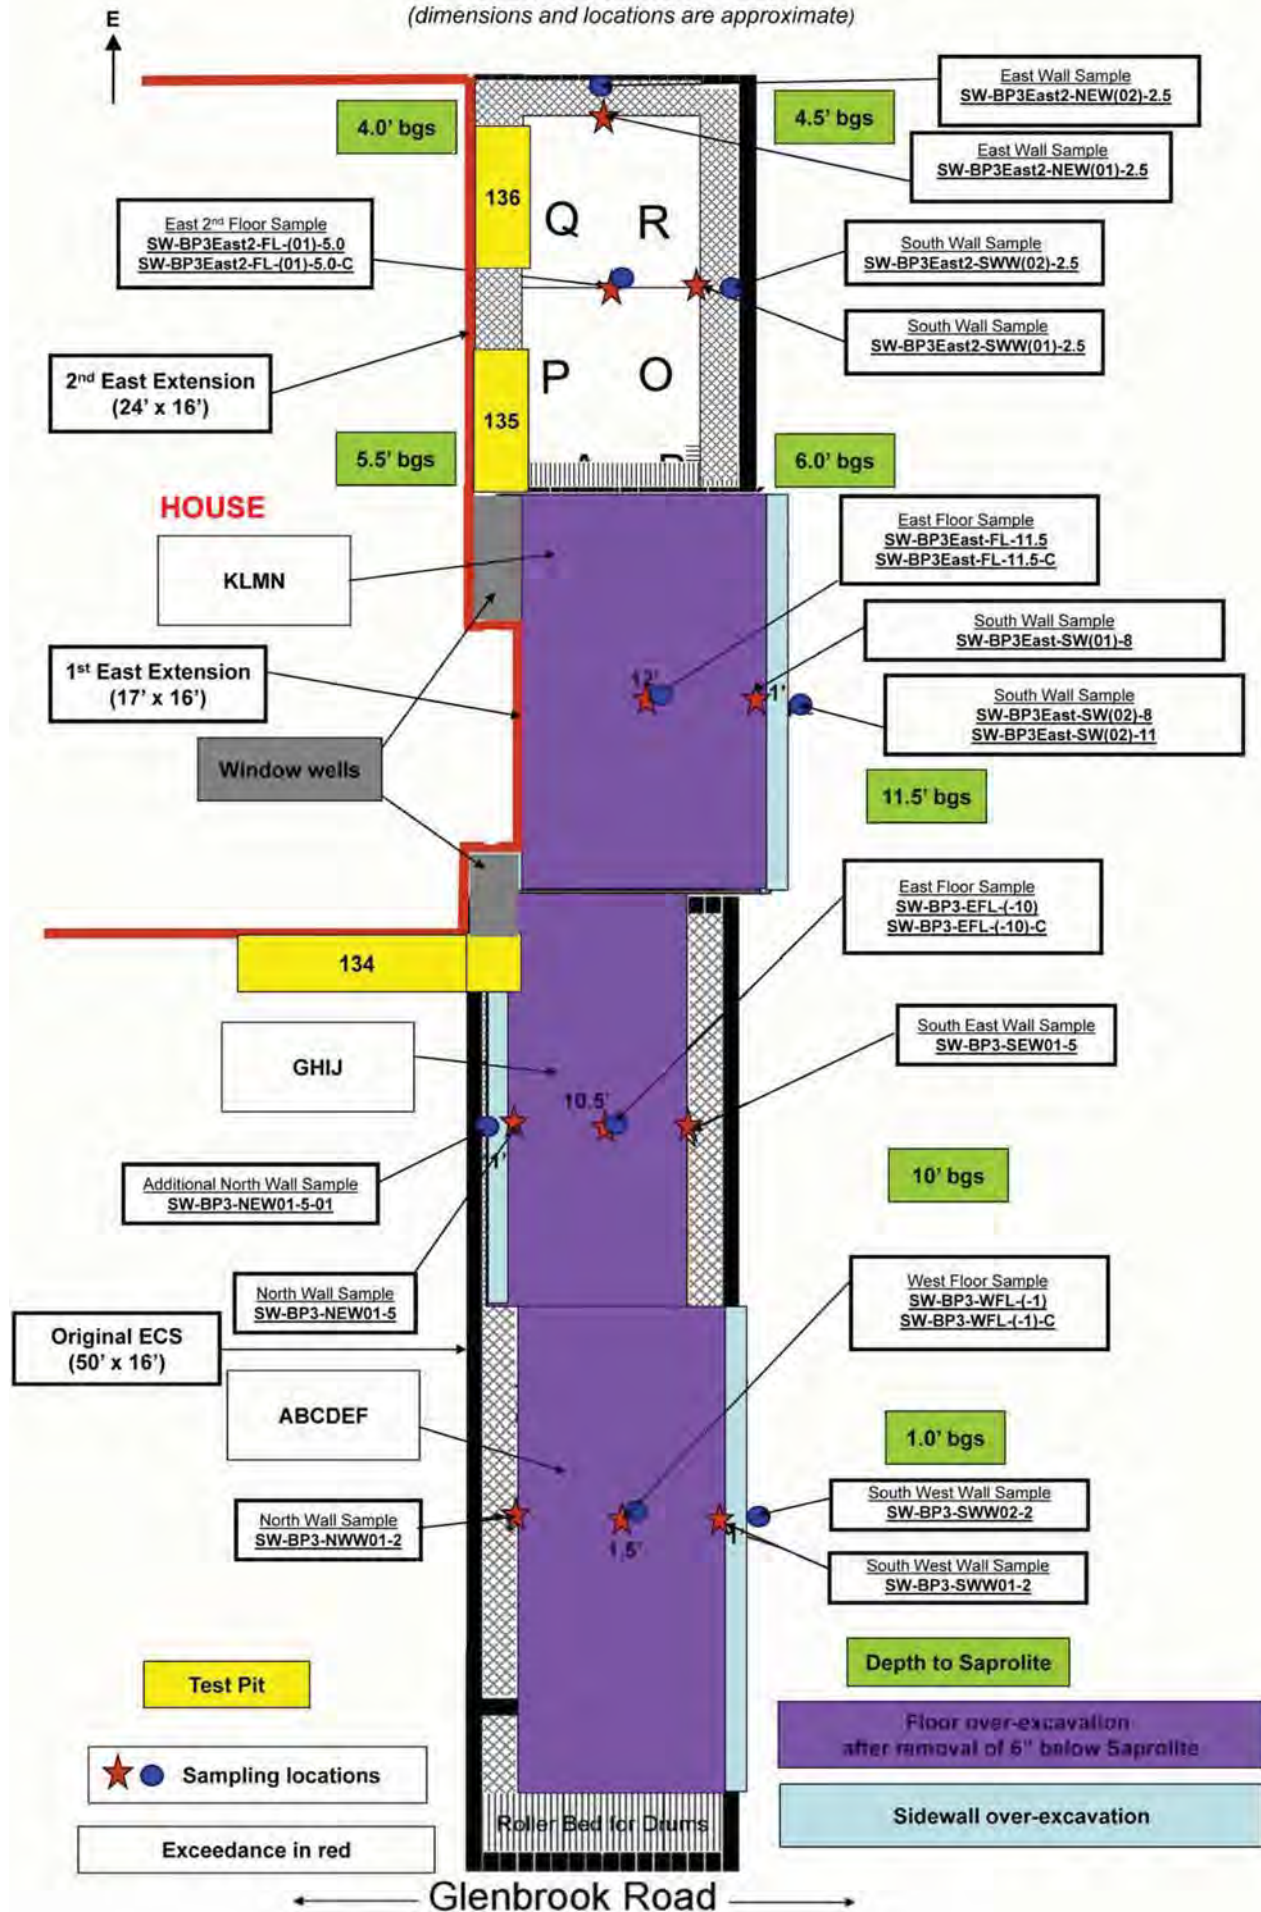 (dimensions and locations are approximate)
E
East Wall Sample
SW-BP3East2-NEW(02)-2.5
4.0' bgs
4.5' bgs
East Wall Sample
SW-BP3East2-NEW(01)-2.5
136
Q R
East 2nd Floor Sample
SW-BP3East2-FL-(01)-5.0
SW-BP3East2-FL-(01)-5.0-C
South Wall Sample
SW-BP3East2-SWW(02)-2.5
South Wall Sample
SW-BP3East2-SWW(01)-2.5
2nd East Extension
(24' x 16')
P O
135
5.5' bgs
6.0' bgs
HOUSE
KLMN
East Floor Sample
SW-BP3East-FL-11.5
SW-BP3East-FL-11.5-C
South Wall Sample
SW-BP3East-SW(01)-8
1st East Extension
(17' x 16')
12'
1'
South Wall Sample
SW-BP3East-SW(02)-8
SW-BP3East-SW(02)-11
Window wells
11.5' bgs
East Floor Sample
SW-BP3-EFL-(-10)
SW-BP3-EFL-(-10)-C
134
South East Wall Sample
SW-BP3-SEW01-5
GHIJ
10.5'
1'
Additional North Wall Sample
SW-BP3-NEW01-5-01
10' bgs
North Wall Sample
SW-BP3-NEW01-5
West Floor Sample
SW-BP3-WFL-(-1)
SW-BP3-WFL-(-1)-C
Original ECS
(50' x 16')
ABCDEF
1.0' bgs
South West Wall Sample
SW-BP3-SWW02-2
North Wall Sample
SW-BP3-NWW01-2
1.5'
1'
South West Wall Sample
SW-BP3-SWW01-2
Depth to Saprolite
Test Pit
Floor over-excavation
after removal of 6" below Saprolite
Sampling locations
Sidewall over-excavation
Roller Bed for Drums
Exceedance in red
Glenbrook Road